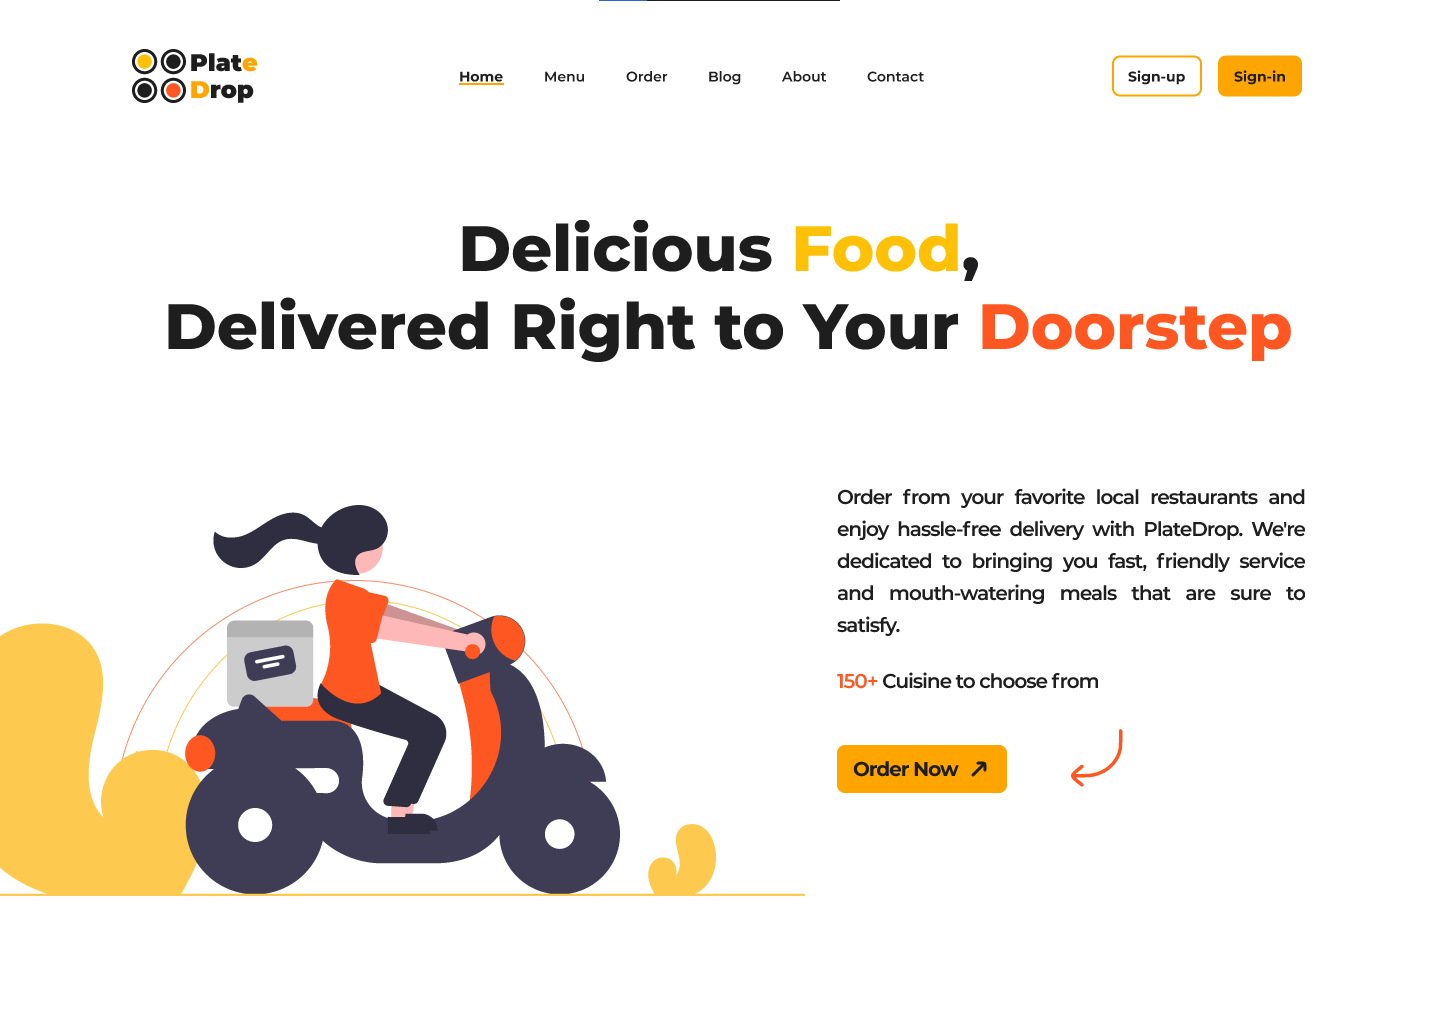 Plate
Drop
Home
Menu
Order
Blog
About
Contact
Sign-up
Sign-in
Delicious Food,
Delivered Right to Your Doorstep
Order from your favorite local restaurants and
enjoy hassle-free delivery with PlateDrop. We're
dedicated to bringing you fast, friendly service
and mouth-watering meals that are sure to
satisfy.
150+ Cuisine to choose from
Order Now